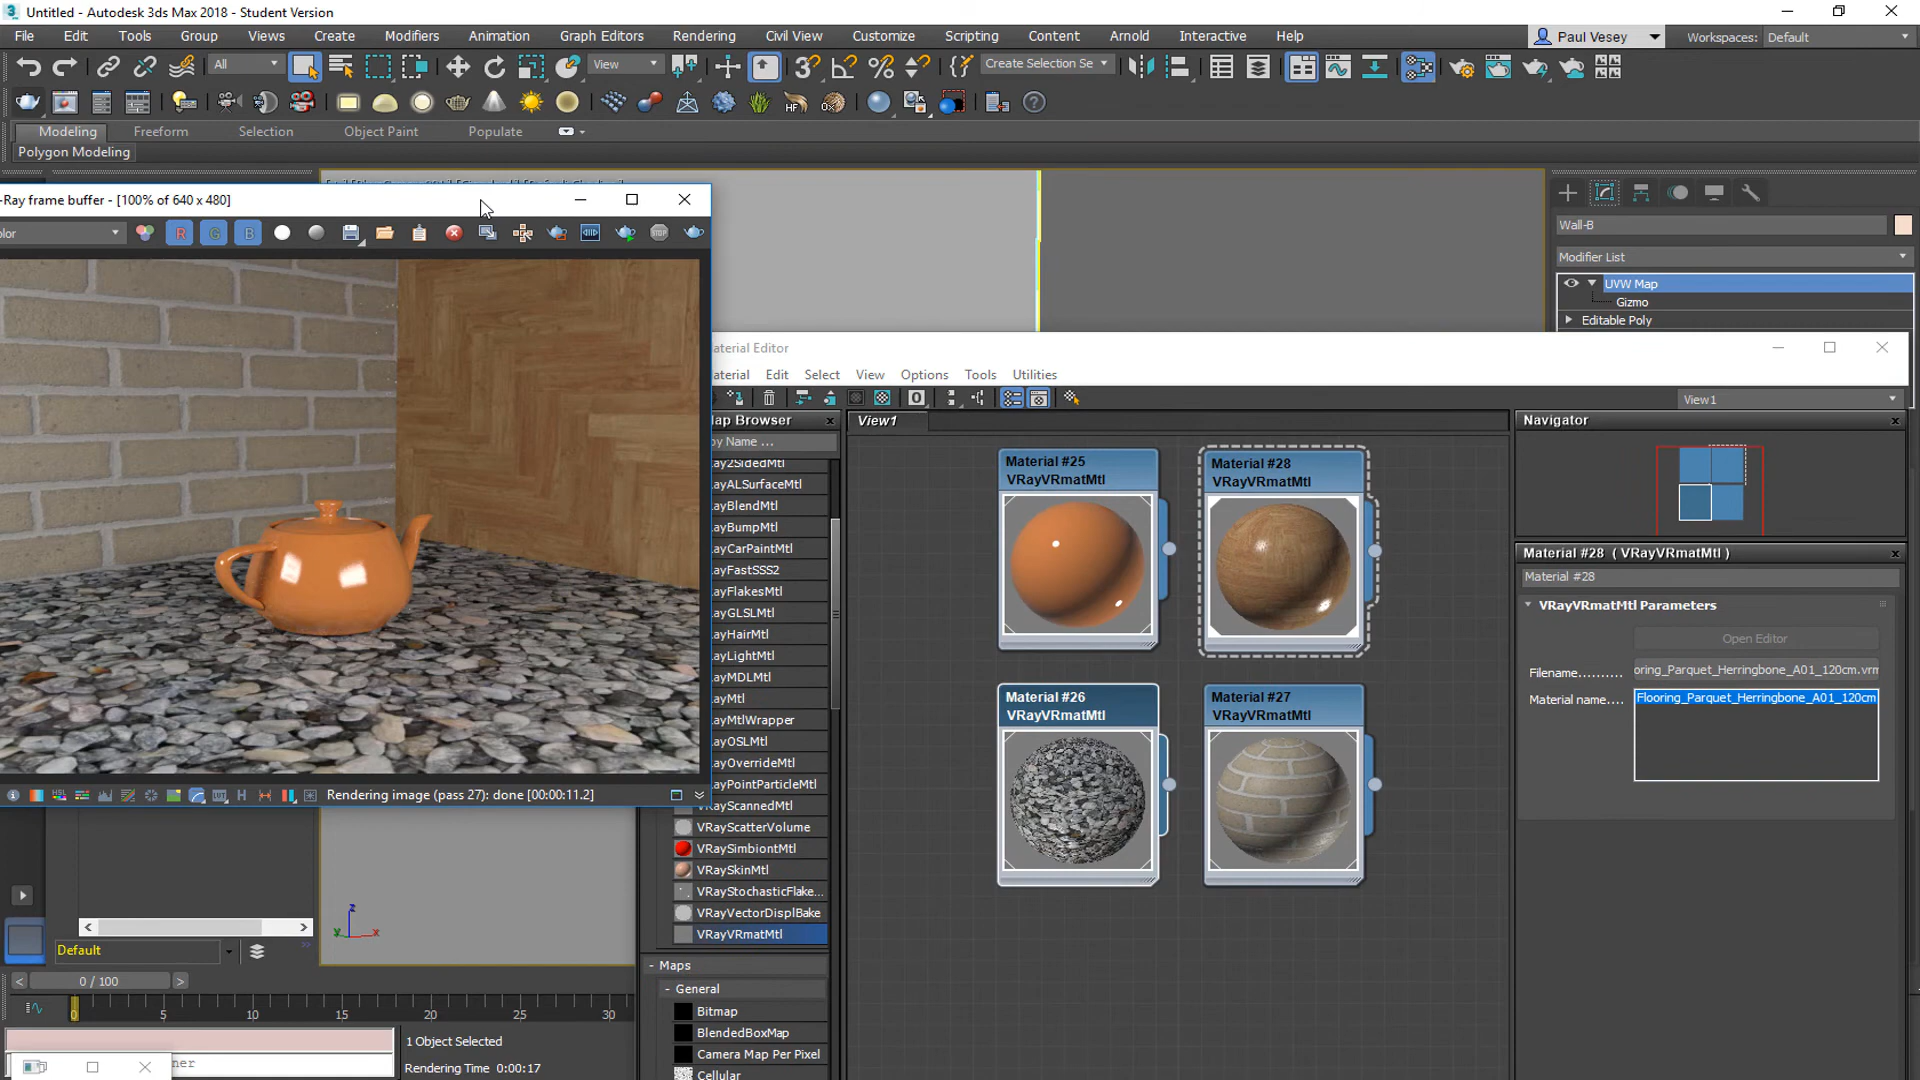 Untitled - Autodesk 3ds Max 2018 - Student Version
File Edit Tools Group Views Create Modifiers Animation Graph Editors Rendering Civil View Customize Scripting Content Arnold Interactive Help
Paul Vesey
Workspaces: Default
All
View
Create Selection Se
Modeling Freeform Selection Object Paint Populate
Polygon Modeling
-Ray frame buffer - [100% of 640 x 480]
olor
R G B
STOP
Rendering image (pass 27): done [00:00:11.2]
Wall-B
Modifier List
UVW Map
Gizmo
Editable Poly
aterial Editor
aterial Edit Select View Options Tools Utilities
View1
lap Browser
by Name ...
ay2SidedMtl
ayALSurfaceMtl
ayBlendMtl
ayBumpMtl
ayCarPaintMtl
ayFastSSS2
ayFlakesMtl
ayGLSLMtl
ayHairMtl
ayLightMtl
ayMDLMtl
ayMtl
ayMtlWrapper
ayOSLMtl
ayOverrideMtl
ayPointParticleMtl
ayScannedMtl
VRayScatterVolume
VRaySimbiontMtl
VRaySkinMtl
VRayStochasticFlake...
VRayVectorDisplBake
VRayVRmatMtl
- Maps
- General
Bitmap
BlendedBoxMap
Camera Map Per Pixel
Cellular
View1
Material #25
VRayVRmatMtl
Material #28
VRayVRmatMtl
Material #26
VRayVRmatMtl
Material #27
VRayVRmatMtl
Navigator
Material #28 ( VRayVRmatMtl )
Material #28
VRayVRmatMtl Parameters
Open Editor
Filename......... oring_Parquet_Herringbone_A01_120cm.vrm
Material name.... Flooring_Parquet_Herringbone_A01_120cm
z
y x
Default
0 / 100
0 5 10 15 20 25 30
1 Object Selected
Rendering Time 0:00:17
ner